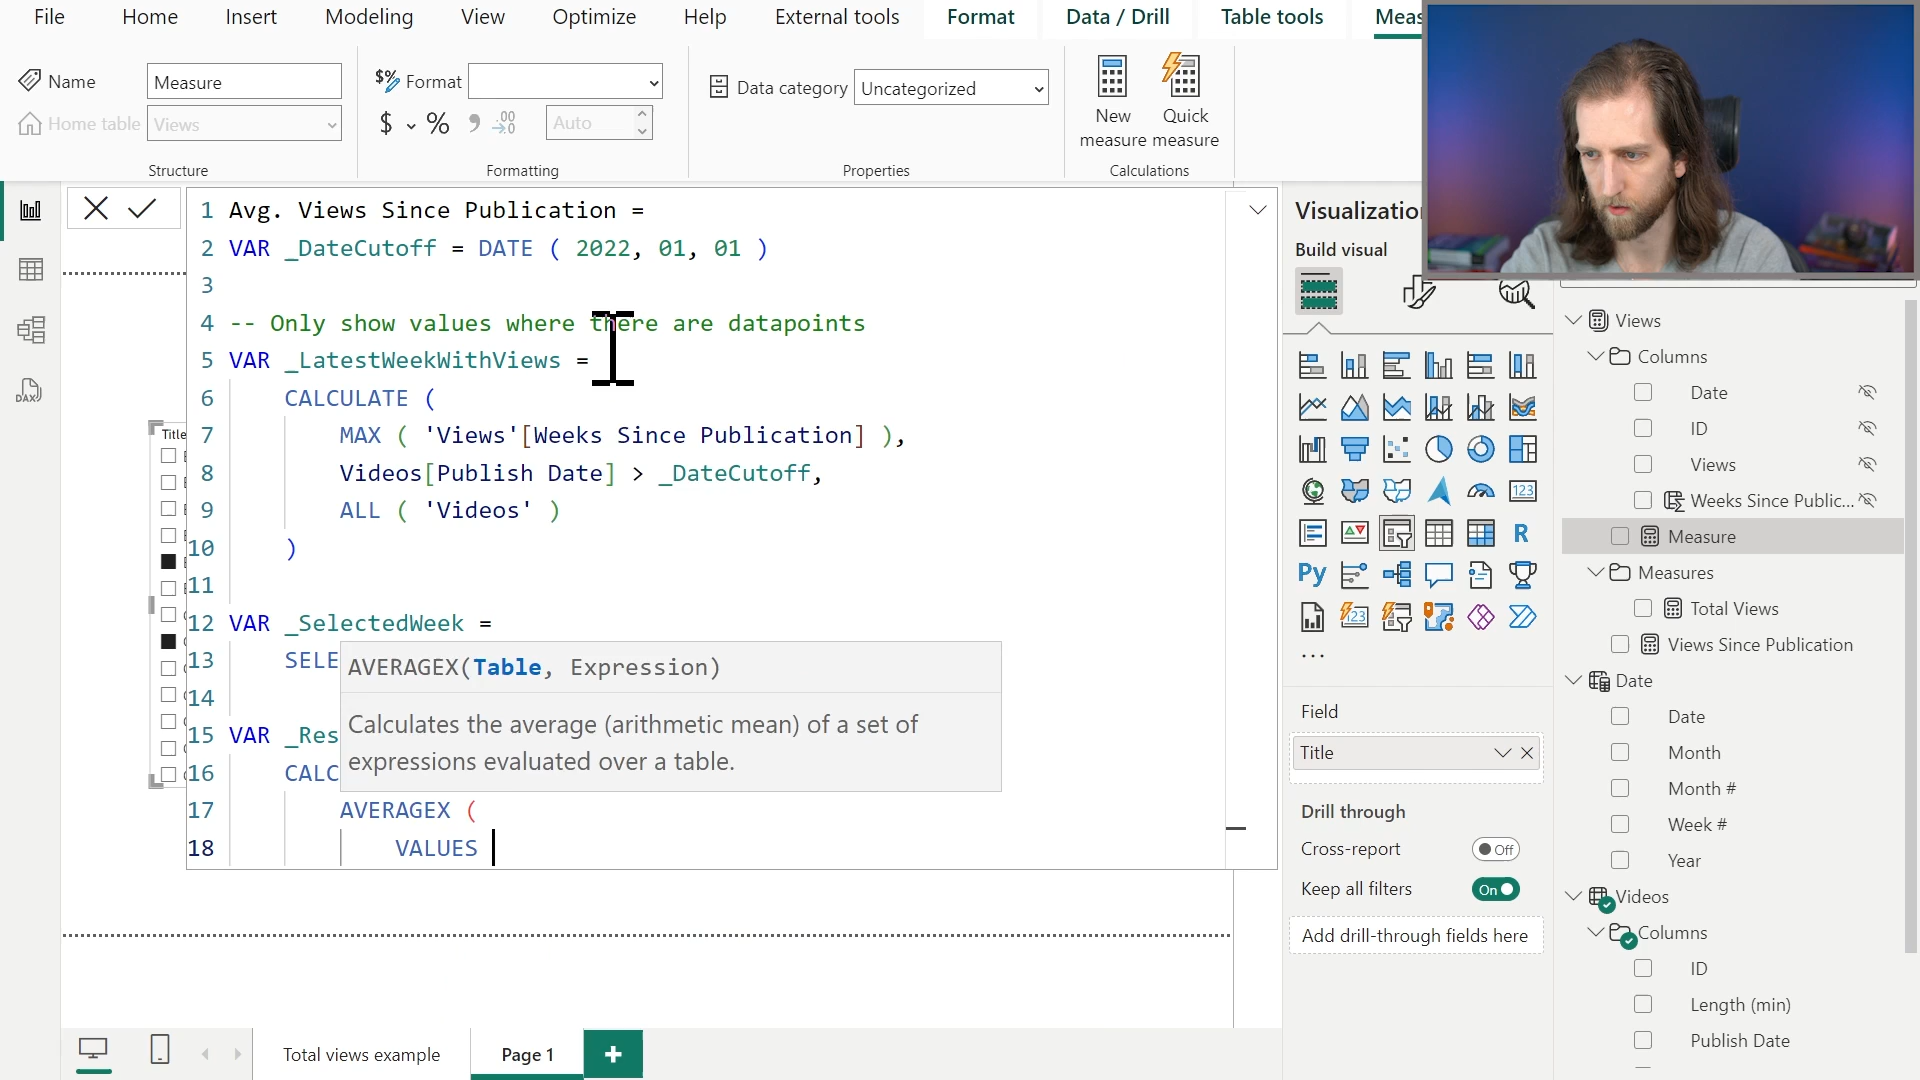 File Home Insert Modeling View Optimize Help External tools Format Data / Drill Table tools
Name Measure
Home table Views
Structure
$% Format
$ % .00 Auto
Formatting
Data category Uncategorized
Properties
New measure
Quick measure
Calculations
1 Avg. Views Since Publication =
2 VAR _DateCutoff = DATE ( 2022, 01, 01 )
3
4 -- Only show values where there are datapoints
5 VAR _LatestWeekWithViews =
6 CALCULATE (
7 MAX ( 'Views'[Weeks Since Publication] ),
8 Videos[Publish Date] > _DateCutoff,
9 ALL ( 'Videos' )
10 )
11
12 VAR _SelectedWeek =
13 SELE
14
15 VAR _Res
16 CALC
17 AVERAGEX (
18 VALUES
AVERAGEX(Table, Expression)
Calculates the average (arithmetic mean) of a set of
expressions evaluated over a table.
Title
DAX
Build visual
123
R
Py
123
...
Field
Title
Drill through
Cross-report Off
Keep all filters On
Add drill-through fields here
Views
Columns
Date
ID
Views
Weeks Since Public...
Measure
Measures
Total Views
Views Since Publication
Date
Date
Month
Month #
Week #
Year
Videos
Columns
ID
Length (min)
Publish Date
Total views example
Page 1
+